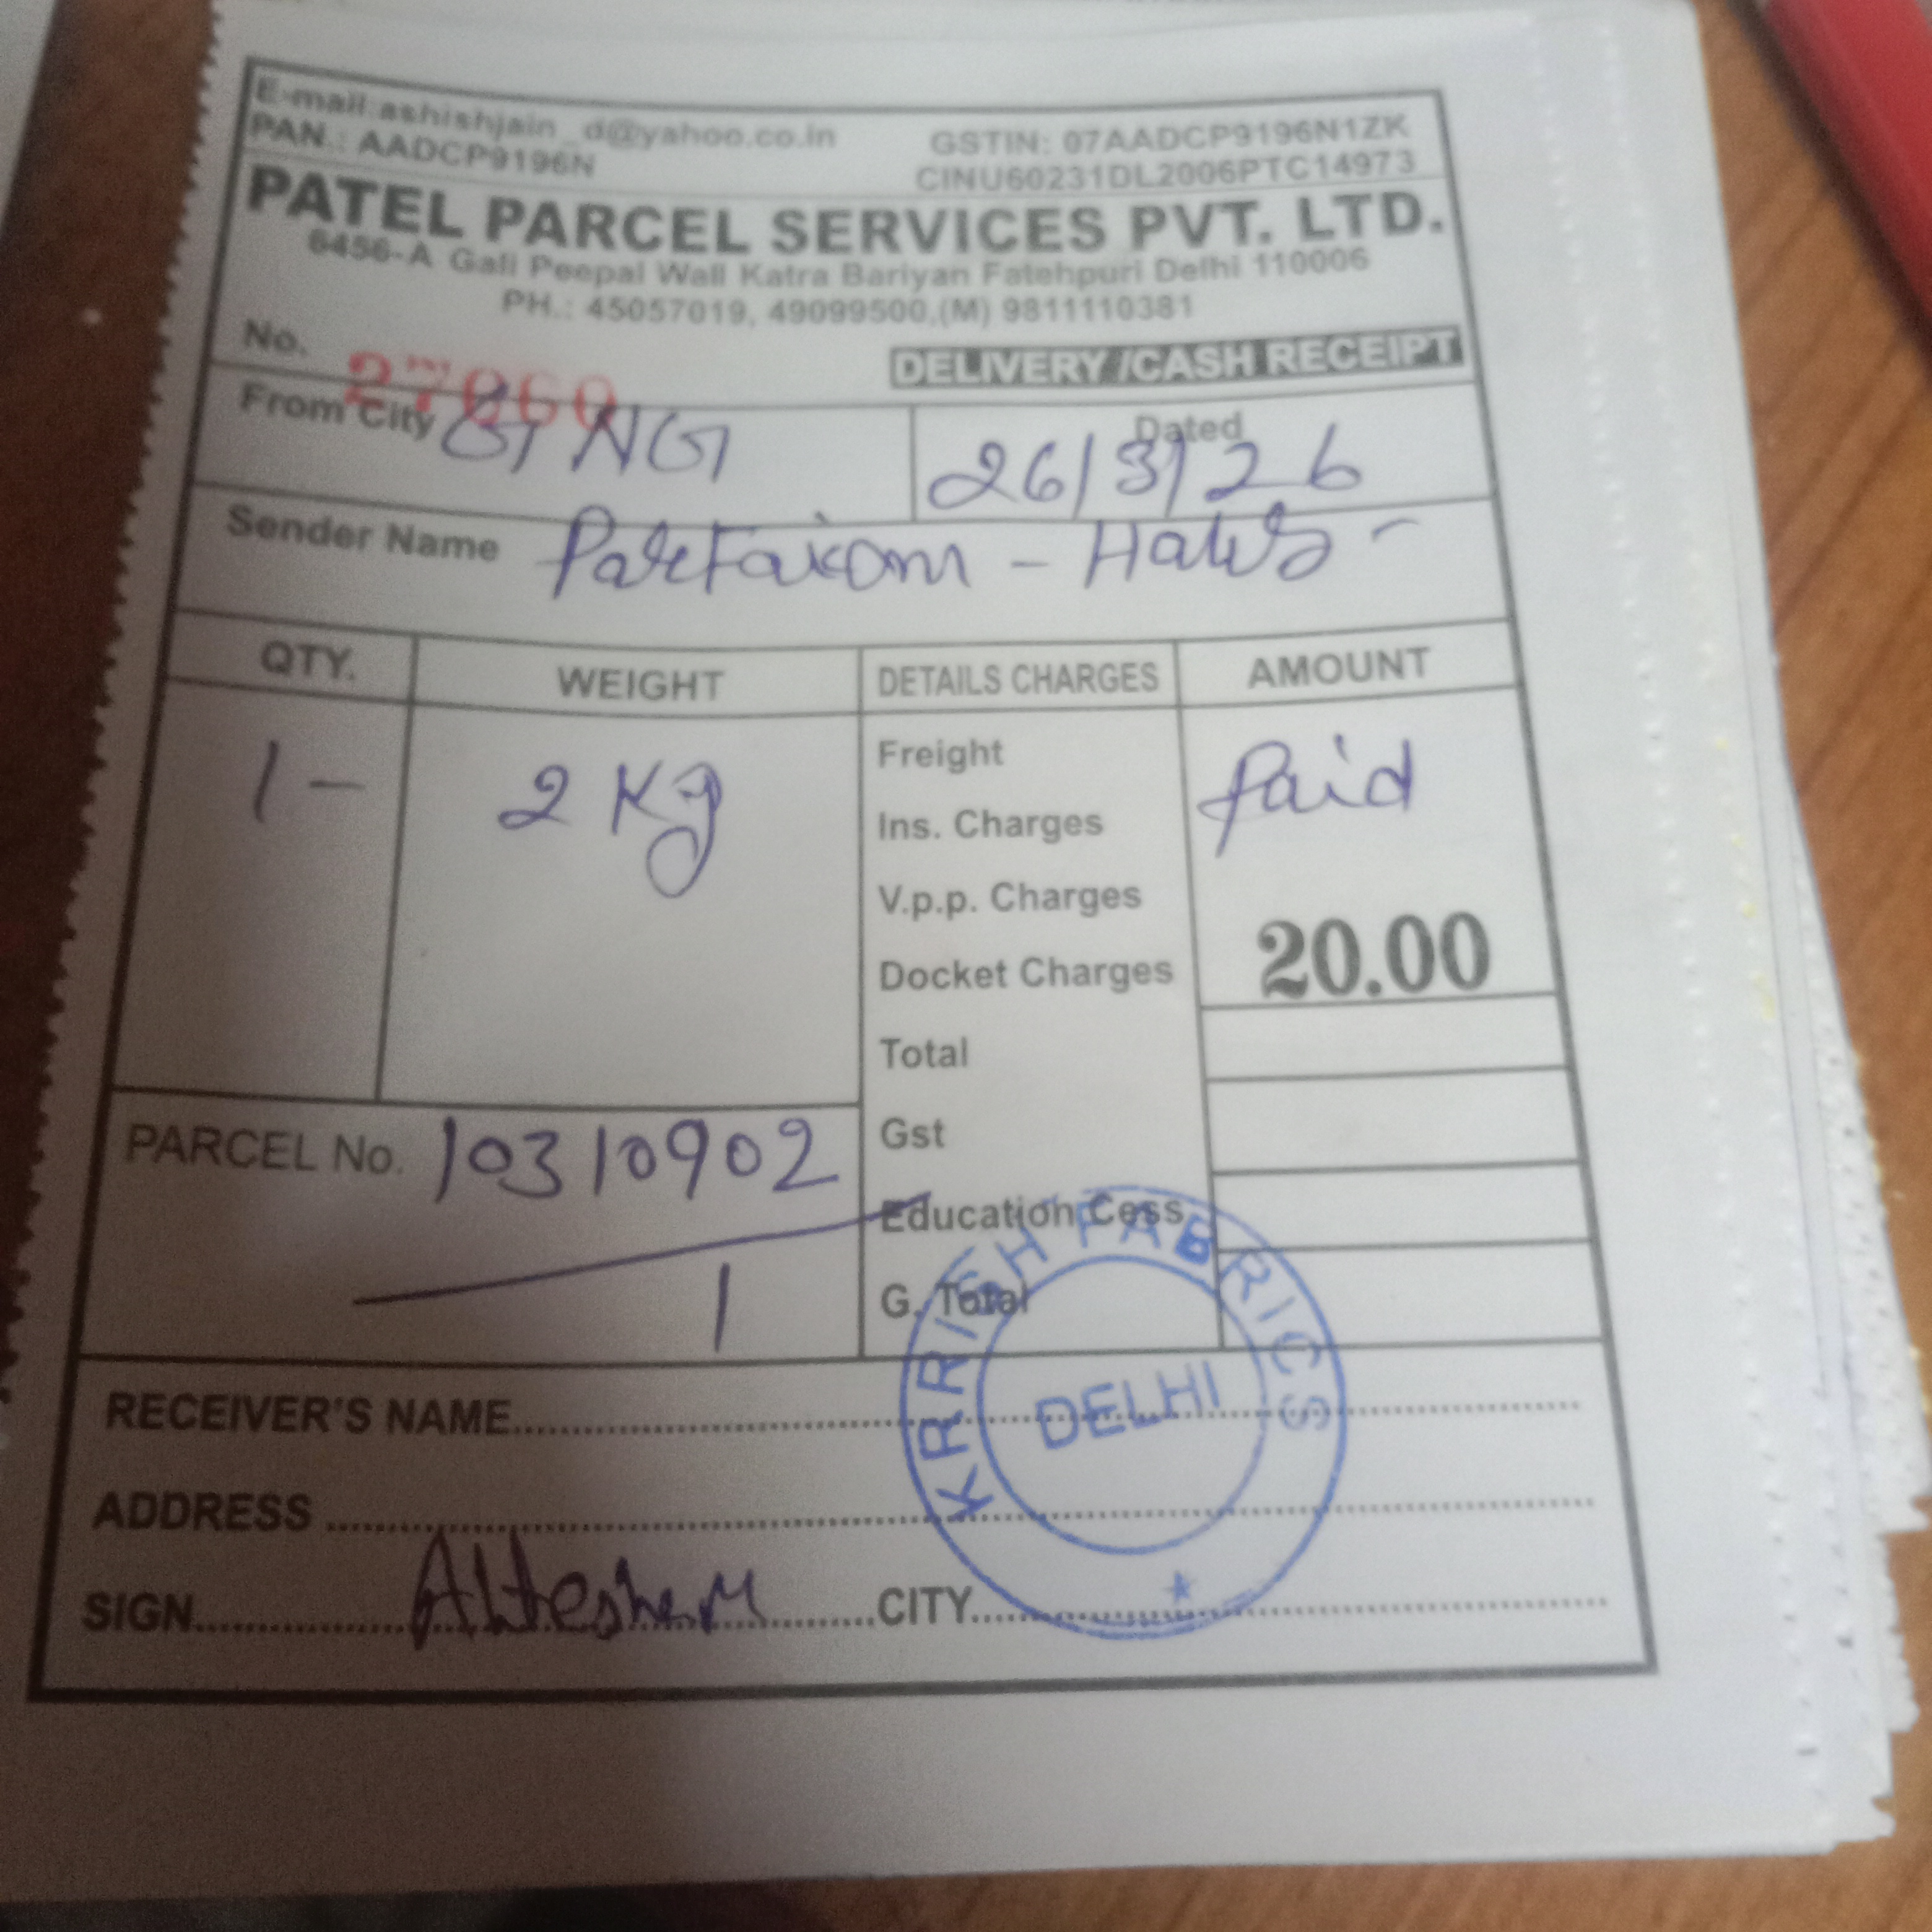 E-mail:ashishjain_d@yahoo.co.in GSTIN: 07AADCP9196N1ZK
PAN.: AADCP9196N CINU60231DL2006PTC14973
PATEL PARCEL SERVICES PVT. LTD.
6456-A Gali Peepal Wali Katra Bariyan Fatehpuri Delhi 110006
PH.: 45057019, 49099500,(M) 9811110381
No. DELIVERY /CASH RECEIPT
From City GNG Dated 26/3/26
Sender Name
QTY. WEIGHT DETAILS CHARGES AMOUNT
1 - 2 Kg Freight Paid
Ins. Charges
V.p.p. Charges
Docket Charges 20.00
Total
PARCEL No. 10310902 Gst
Education Cess
1 G. Total
KRRISH FABRICS
DELHI
RECEIVER'S NAME
ADDRESS
SIGN CITY